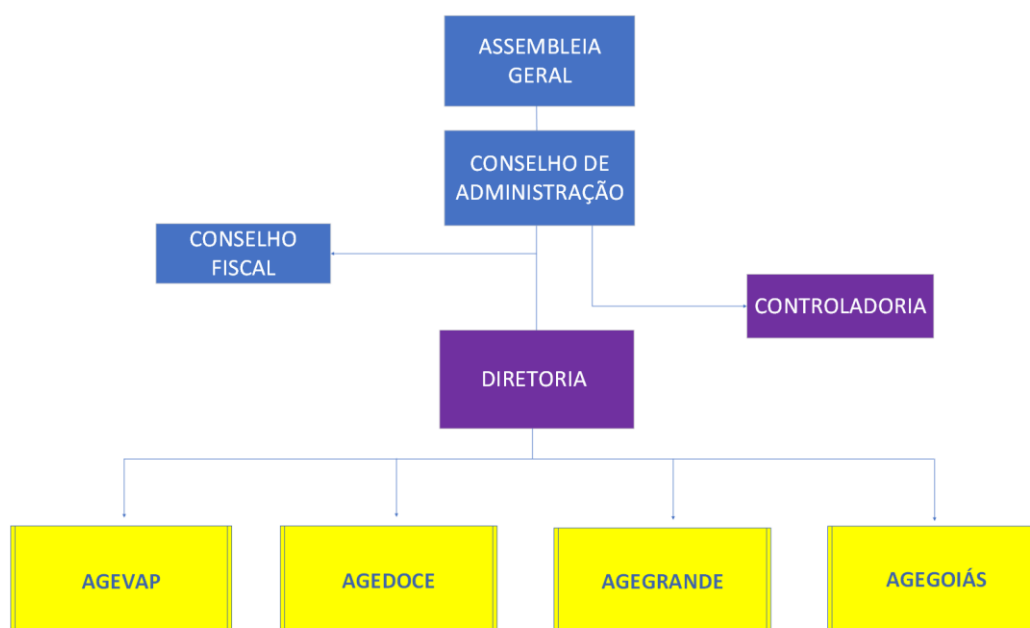 ASSEMBLEIA
GERAL
CONSELHO DE
ADMINISTRAÇÃO
CONSELHO
FISCAL
CONTROLADORIA
DIRETORIA
AGEVAP
AGEDOCE
AGEGRANDE
AGEGOIÁS